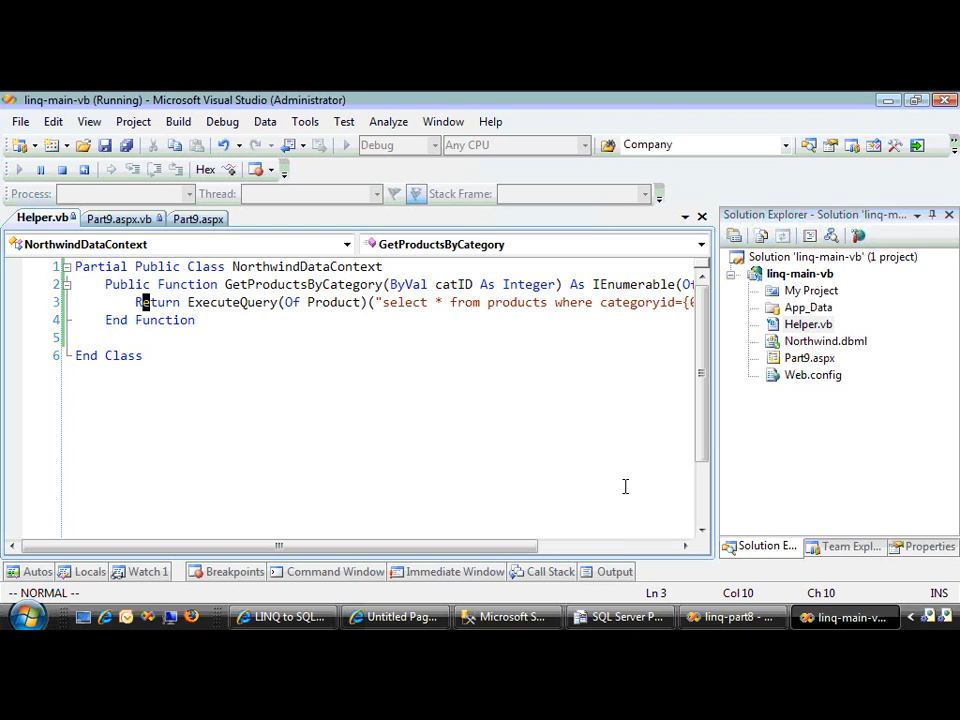 linq-main-vb (Running) - Microsoft Visual Studio (Administrator)
File Edit View Project Build Debug Data Tools Test Analyze Window Help
Debug Any CPU Company
Hex
Process: Thread: Stack Frame:
Helper.vb Part9.aspx.vb Part9.aspx
NorthwindDataContext GetProductsByCategory
1 Partial Public Class NorthwindDataContext
2 Public Function GetProductsByCategory(ByVal catID As Integer) As IEnumerable(Of
3 Return ExecuteQuery(Of Product)("select * from products where categoryid={0
4 End Function
5
6 End Class
Solution Explorer - Solution 'linq-m...
Solution 'linq-main-vb' (1 project)
linq-main-vb
My Project
App_Data
Helper.vb
Northwind.dbml
Part9.aspx
Web.config
Solution E... Team Expl... Properties
Autos Locals Watch 1 Breakpoints Command Window Immediate Window Call Stack Output
-- NORMAL -- Ln 3 Col 10 Ch 10 INS
LINQ to SQL... Untitled Pag... Microsoft S... SQL Server P... linq-part8 - ... linq-main-v...